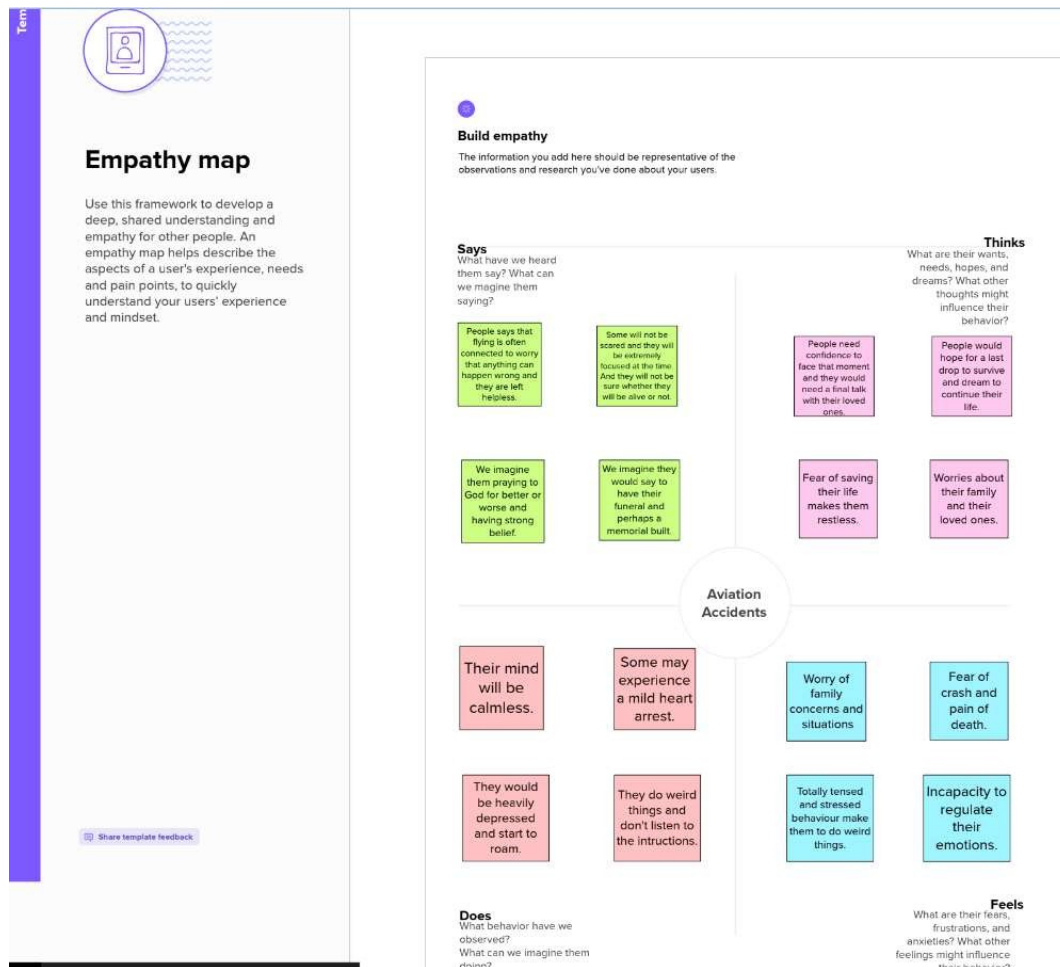 Tem
Empathy map
Use this framework to develop a
deep, shared understanding and
empathy for other people. An
empathy map helps describe the
aspects of a user's experience, needs
and pain points, to quickly
understand your users' experience
and mindset.
Share template feedback
Build empathy
The information you add here should be representative of the
observations and research you've done about your users.
Says
What have we heard
them say? What can
we magine them
saying?
People says that
flying is often
connected to worry
that anything can
happen wrong and
they are left
helpless.
Some will not be
scared and they will
be extremely
focused at the time.
And they will not be
sure whether they
will be alive or not.
We imagine
them praying to
God for better or
worse and
having strong
belief.
We imagine they
would say to
have their
funeral and
perhaps a
memorial built.
Thinks
What are their wants,
needs, hopes, and
dreams? What other
thoughts might
influence their
behavior?
People need
confidence to
face that moment
and they would
need a final talk
with their loved
ones.
People would
hope for a last
drop to survive
and dream to
continue their
life.
Fear of saving
their life
makes them
restless.
Worries about
their family
and their
loved ones.
Aviation
Accidents
Their mind
will be
calmless.
Some may
experience
a mild heart
arrest.
They would
be heavily
depressed
and start to
roam.
They do weird
things and
don't listen to
the intructions.
Does
What behavior have we
observed?
What can we imagine them
doing?
Worry of
family
concerns and
situations
Fear of
crash and
pain of
death.
Totally tensed
and stressed
behaviour make
them to do weird
things.
Incapacity to
regulate
their
emotions.
Feels
What are their fears,
frustrations, and
anxieties? What other
feelings might influence
their behavior?